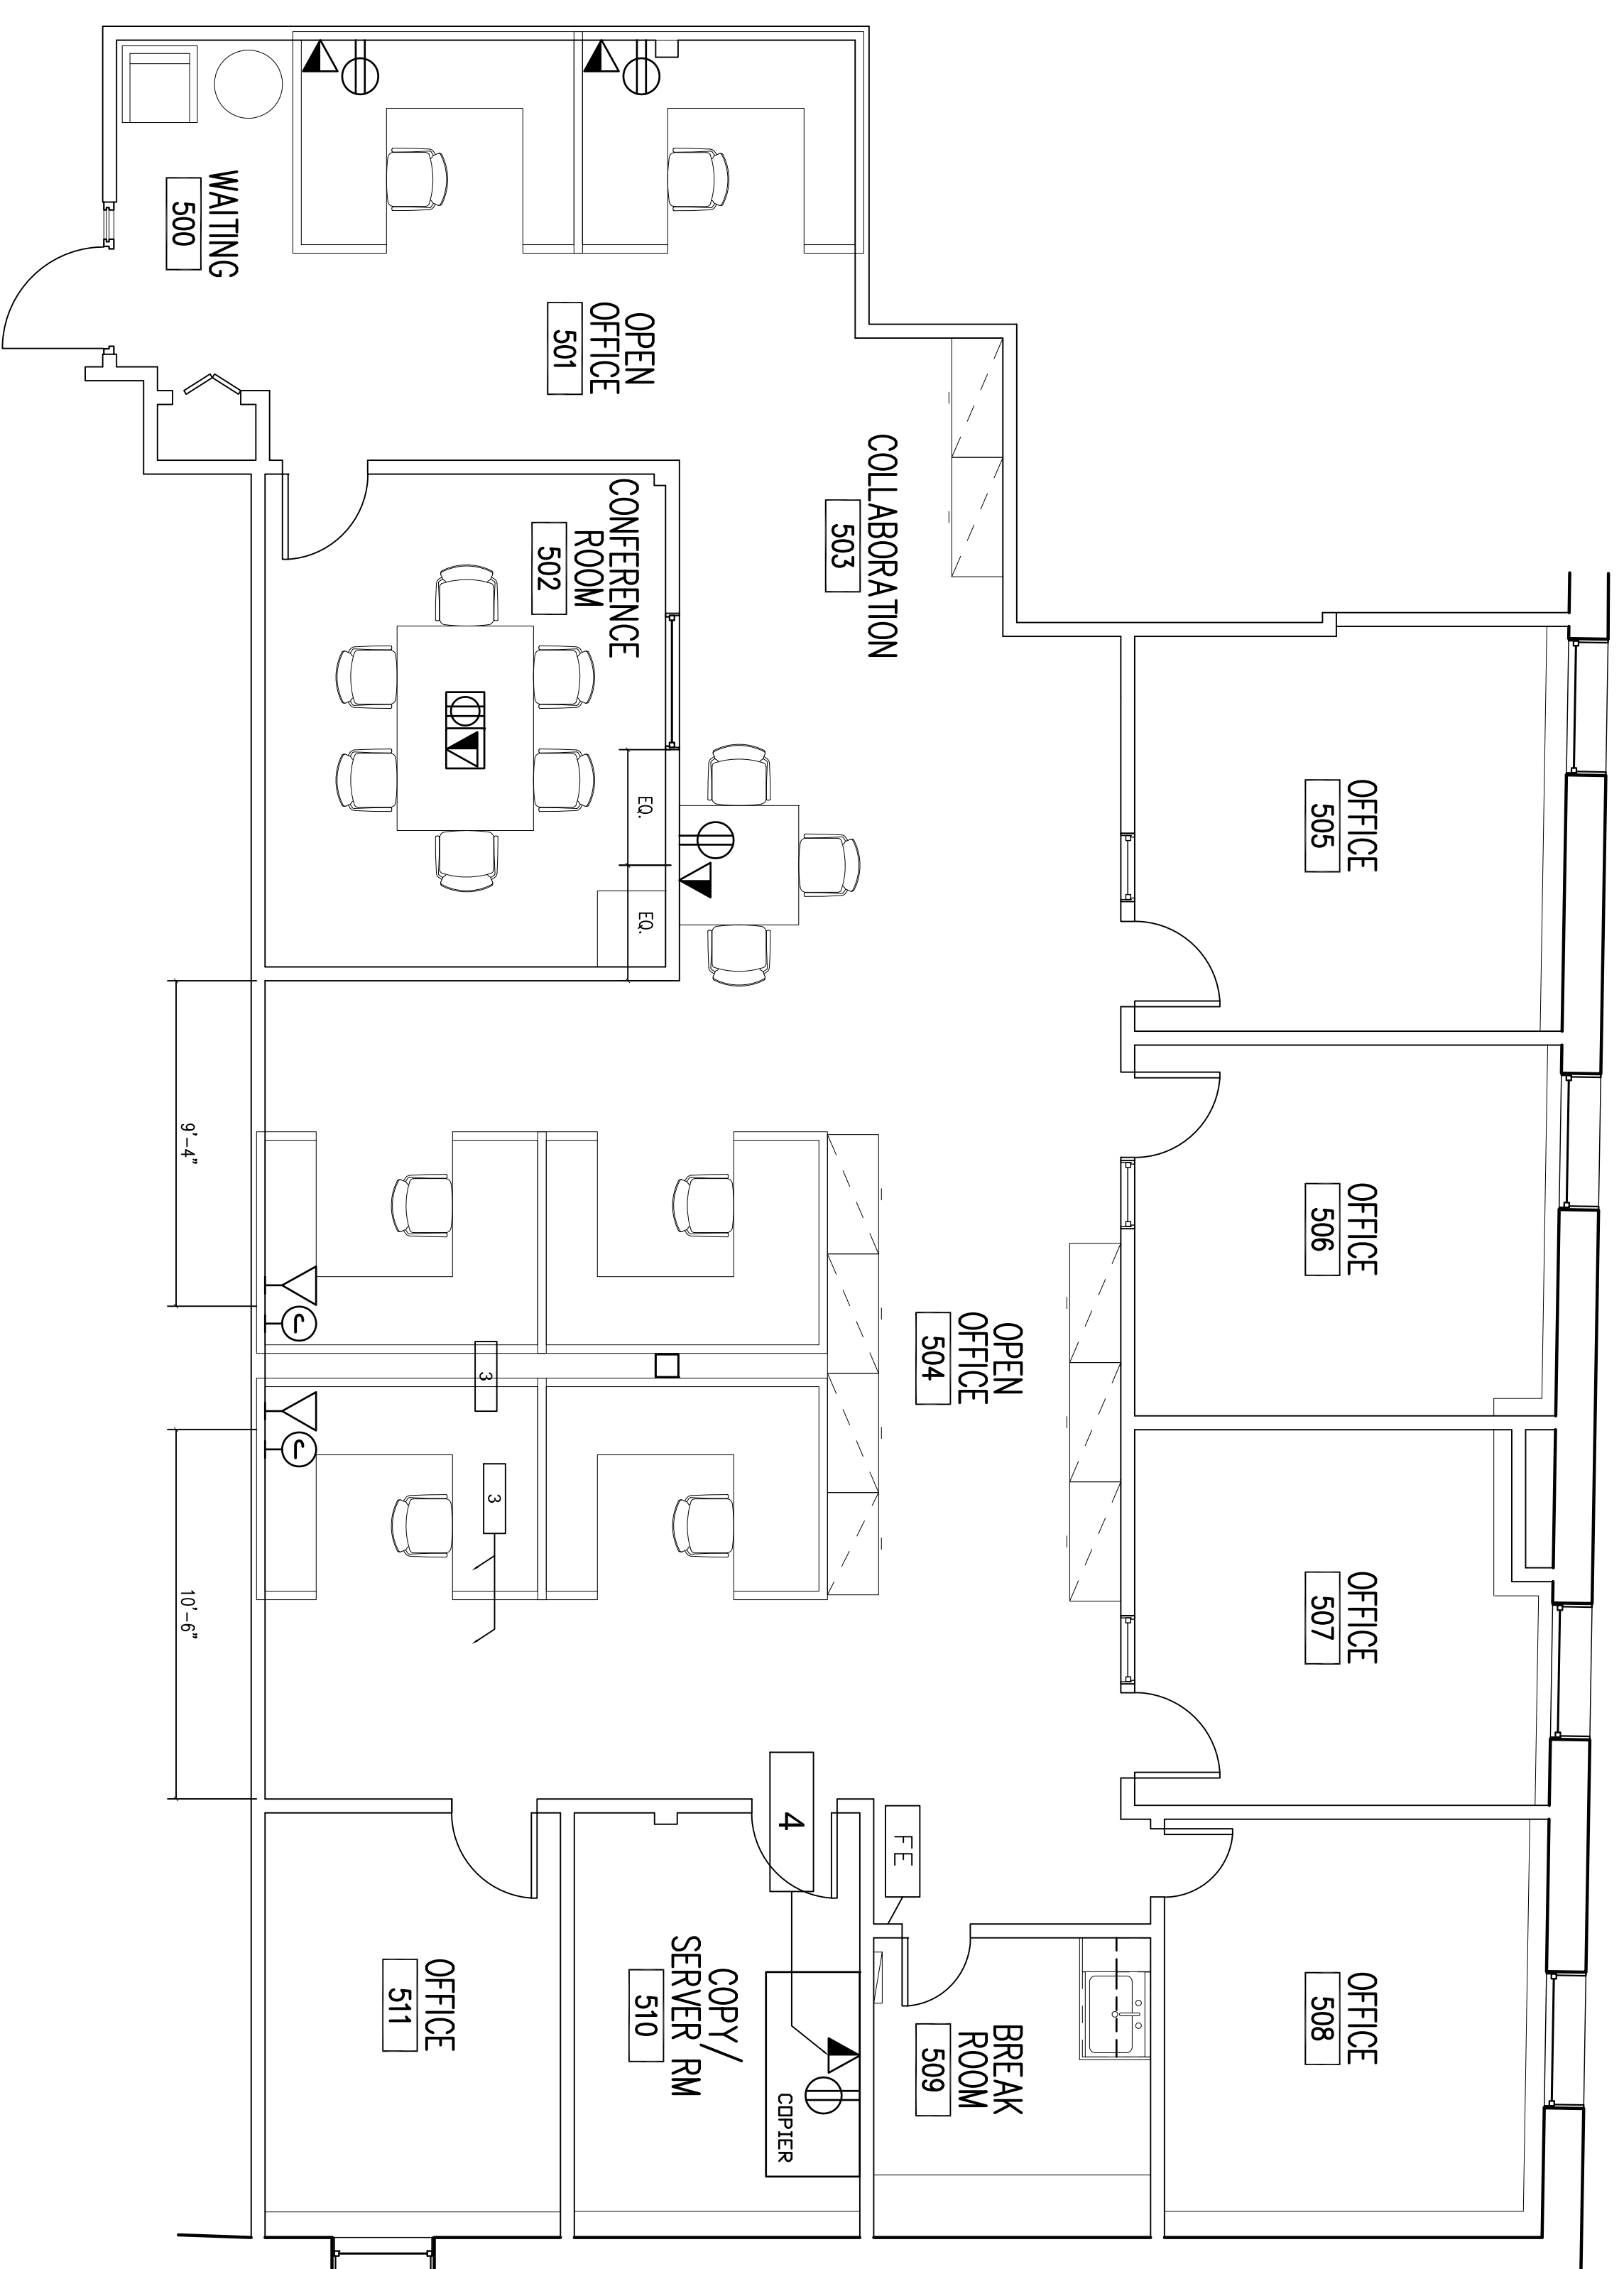 WAITING
500
OPEN
OFFICE
501
CONFERENCE
ROOM
502
COLLABORATION
503
EQ.
EQ.
OFFICE
505
OFFICE
506
OPEN
OFFICE
504
9'-4"
3
3
10'-6"
OFFICE
507
4
FE
OFFICE
508
BREAK
ROOM
509
COPY/
SERVER RM
510
COPIER
OFFICE
511